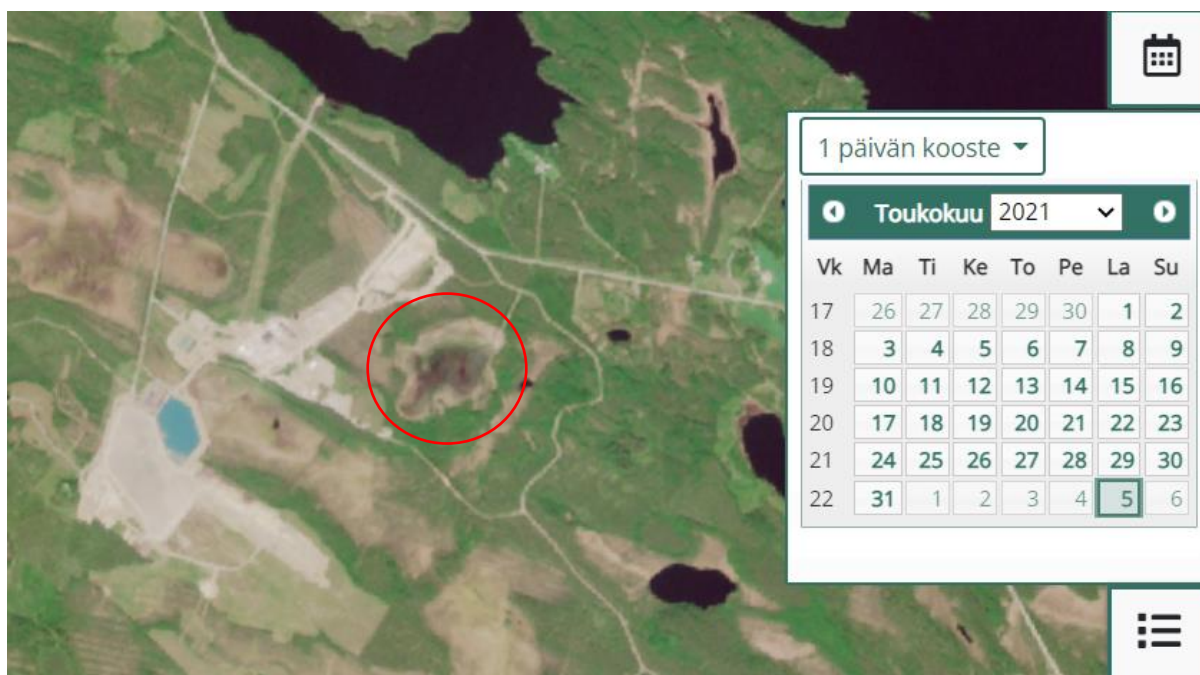 1 päivän kooste
Toukokuu 2021
Vk Ma Ti Ke To Pe La Su
17 26 27 28 29 30 1 2
18 3 4 5 6 7 8 9
19 10 11 12 13 14 15 16
20 17 18 19 20 21 22 23
21 24 25 26 27 28 29 30
22 31 1 2 3 4 5 6